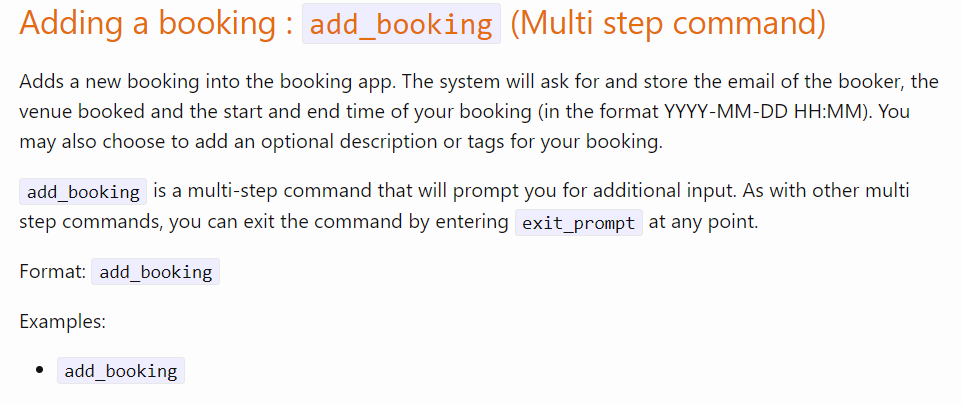 Adding a booking : add_booking (Multi step command)
Adds a new booking into the booking app. The system will ask for and store the email of the booker, the
venue booked and the start and end time of your booking (in the format YYYY-MM-DD HH:MM). You
may also choose to add an optional description or tags for your booking.
add_booking is a multi-step command that will prompt you for additional input. As with other multi
step commands, you can exit the command by entering exit_prompt at any point.
Format: add_booking
Examples:
• add_booking